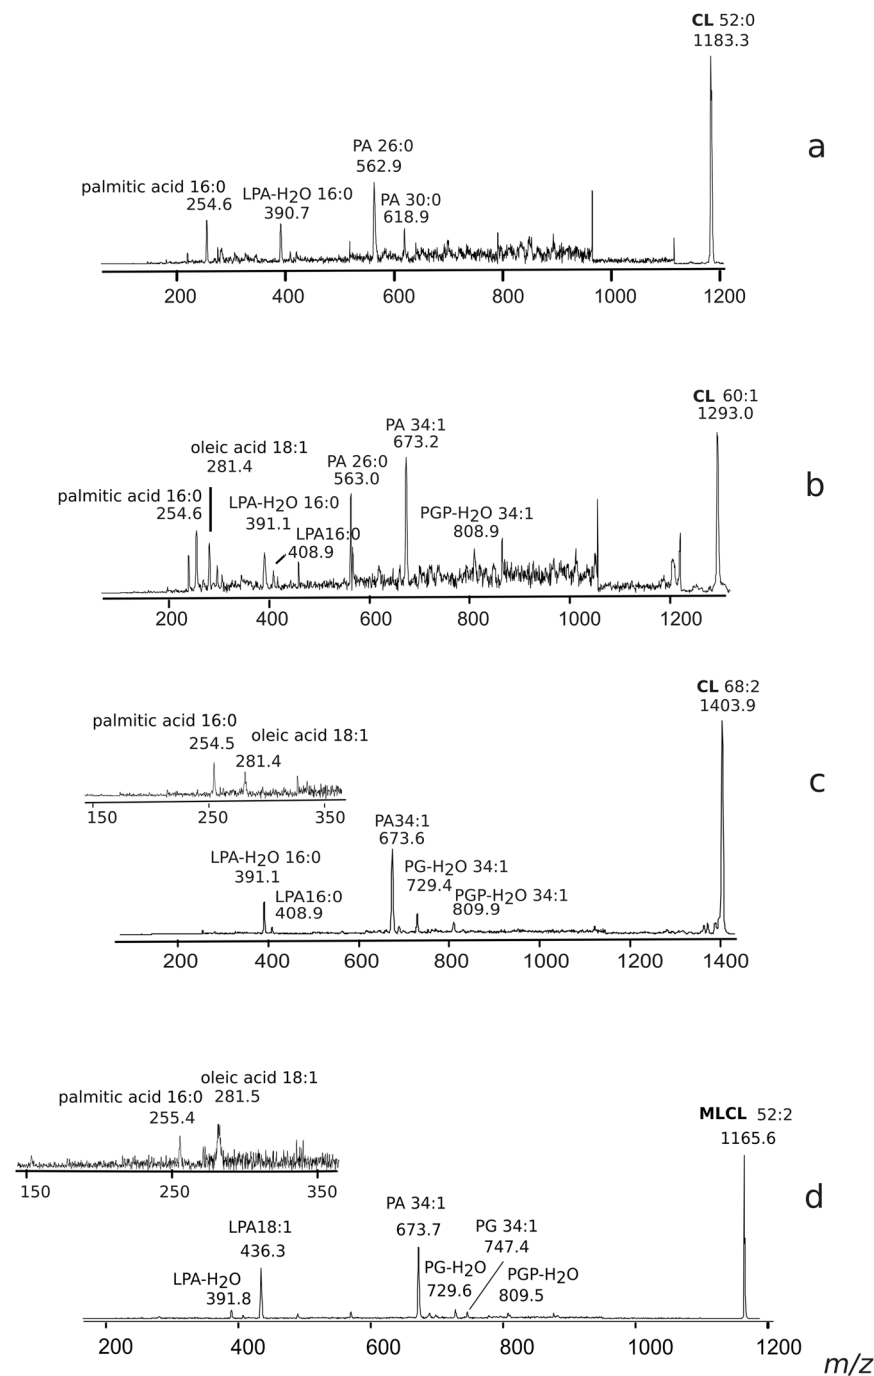 CL 52:0
1183.3
a
PA 26:0
562.9
palmitic acid 16:0
254.6
LPA-H2O 16:0
390.7
PA 30:0
618.9
200 400 600 800 1000 1200
CL 60:1
1293.0
b
PA 34:1
673.2
oleic acid 18:1
281.4
PA 26:0
563.0
palmitic acid 16:0
254.6
LPA-H2O 16:0
391.1
LPA16:0
408.9
PGP-H2O 34:1
808.9
200 400 600 800 1000 1200
CL 68:2
1403.9
c
palmitic acid 16:0
254.5
oleic acid 18:1
281.4
150 250 350
PA34:1
673.6
LPA-H2O 16:0
391.1
LPA16:0
408.9
PG-H2O 34:1
729.4
PGP-H2O 34:1
809.9
200 400 600 800 1000 1200 1400
oleic acid 18:1
281.5
palmitic acid 16:0
255.4
150 250 350
MLCL 52:2
1165.6
d
PA 34:1
673.7
LPA18:1
436.3
PG 34:1
747.4
LPA-H2O
391.8
PG-H2O
729.6
PGP-H2O
809.5
200 400 600 800 1000 1200
m/z